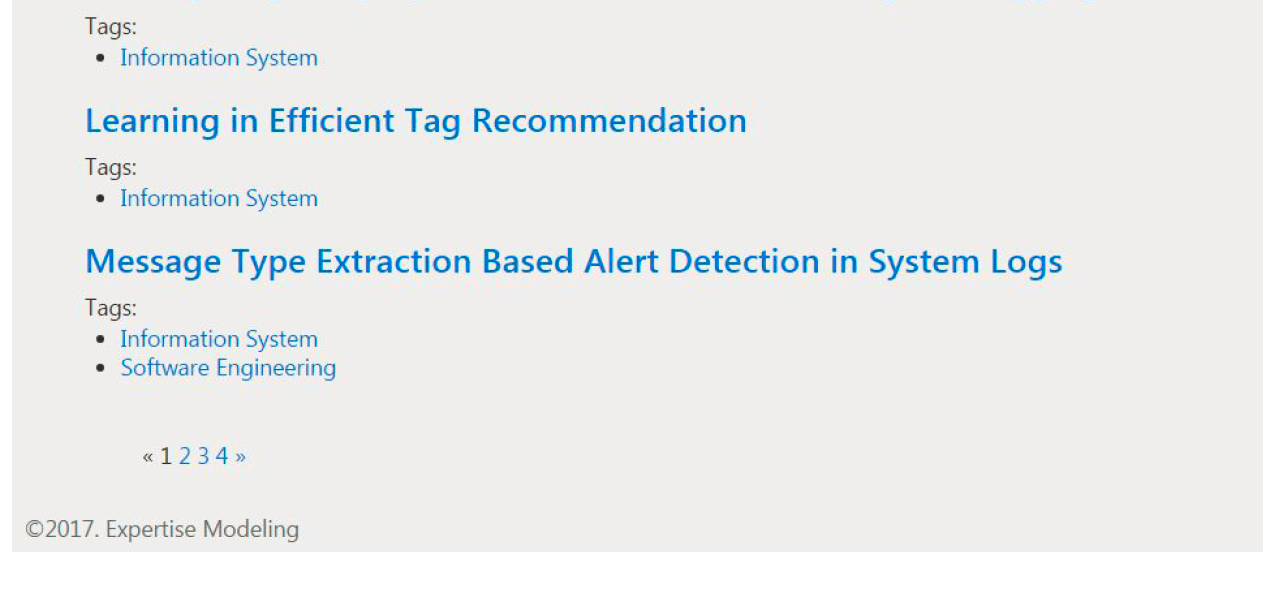 Tags:
• Information System
Learning in Efficient Tag Recommendation
Tags:
• Information System
Message Type Extraction Based Alert Detection in System Logs
Tags:
• Information System
• Software Engineering
« 1 2 3 4 »
©2017. Expertise Modeling